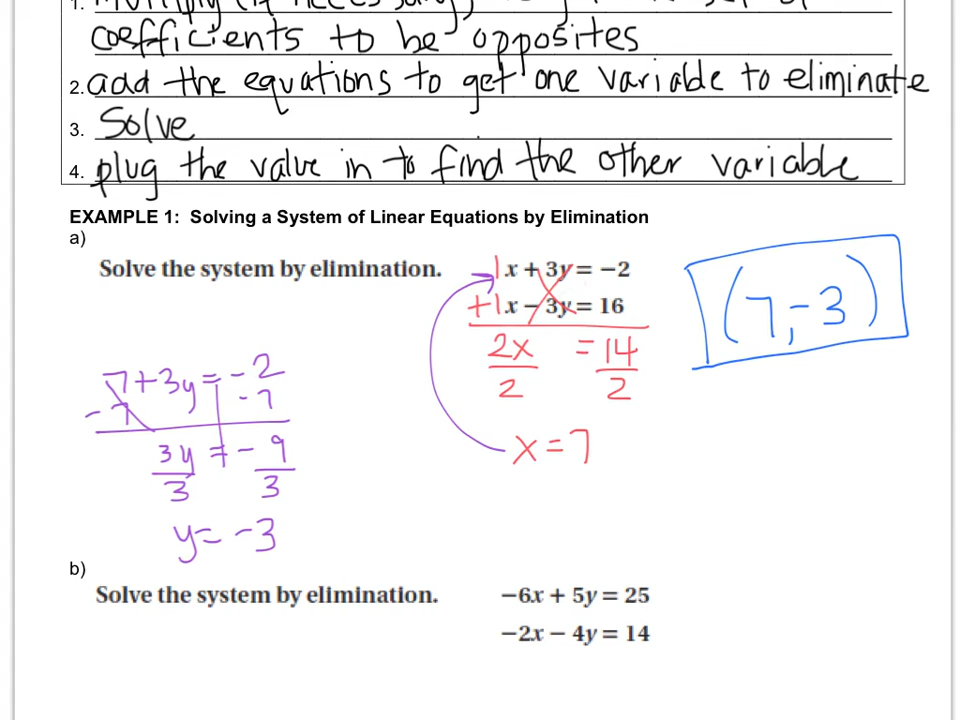 1.
coefficients to be opposites
2. add the equations to get one variable to eliminate
3. Solve
4. plug the value in to find the other variable
EXAMPLE 1: Solving a System of Linear Equations by Elimination
a)
Solve the system by elimination. 1x + 3y = −2
+1x − 3y = 16
2x = 14
2 2
x = 7
(7, -3)
7 + 3y = -2
-7 -7
3y = -9
3 3
y = -3
b)
Solve the system by elimination. −6x + 5y = 25
−2x − 4y = 14